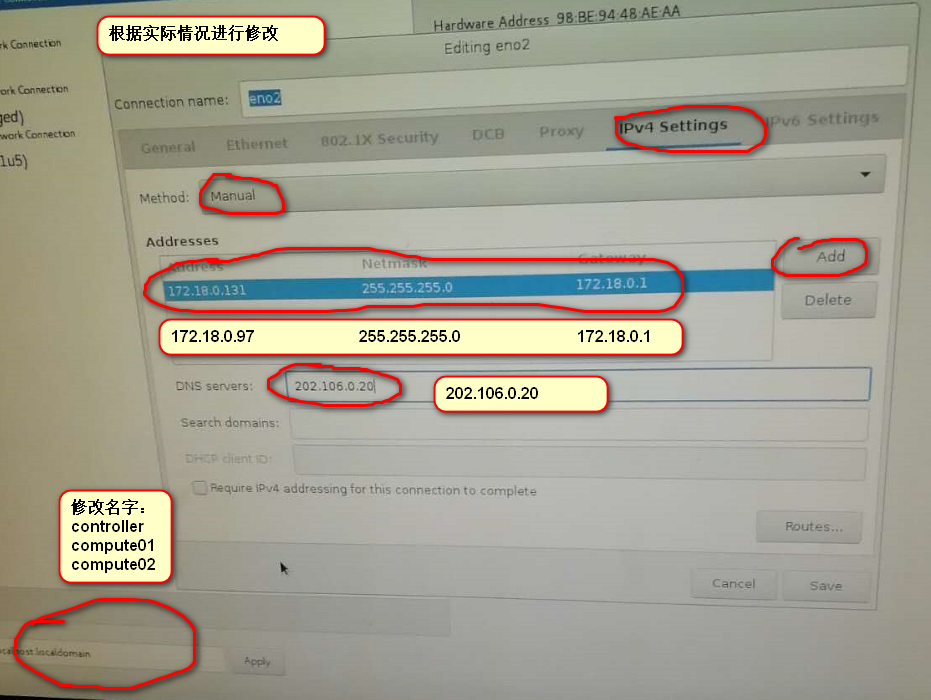 根据实际情况进行修改
Hardware Address 98:BE:94:48:AE:AA
Editing eno2
rk Connection
ork Connection
ged)
work Connection
1u5)
Connection name: eno2
General Ethernet 802.1X Security DCB Proxy IPv4 Settings IPv6 Settings
Method: Manual
Addresses
Address Netmask Gateway
172.18.0.131 255.255.255.0 172.18.0.1
172.18.0.97 255.255.255.0 172.18.0.1
Add
Delete
DNS servers: 202.106.0.20
202.106.0.20
Search domains:
DHCP client ID:
Require IPv4 addressing for this connection to complete
Routes...
Cancel Save
修改名字:
controller
compute01
compute02
calhost.localdomain
Apply